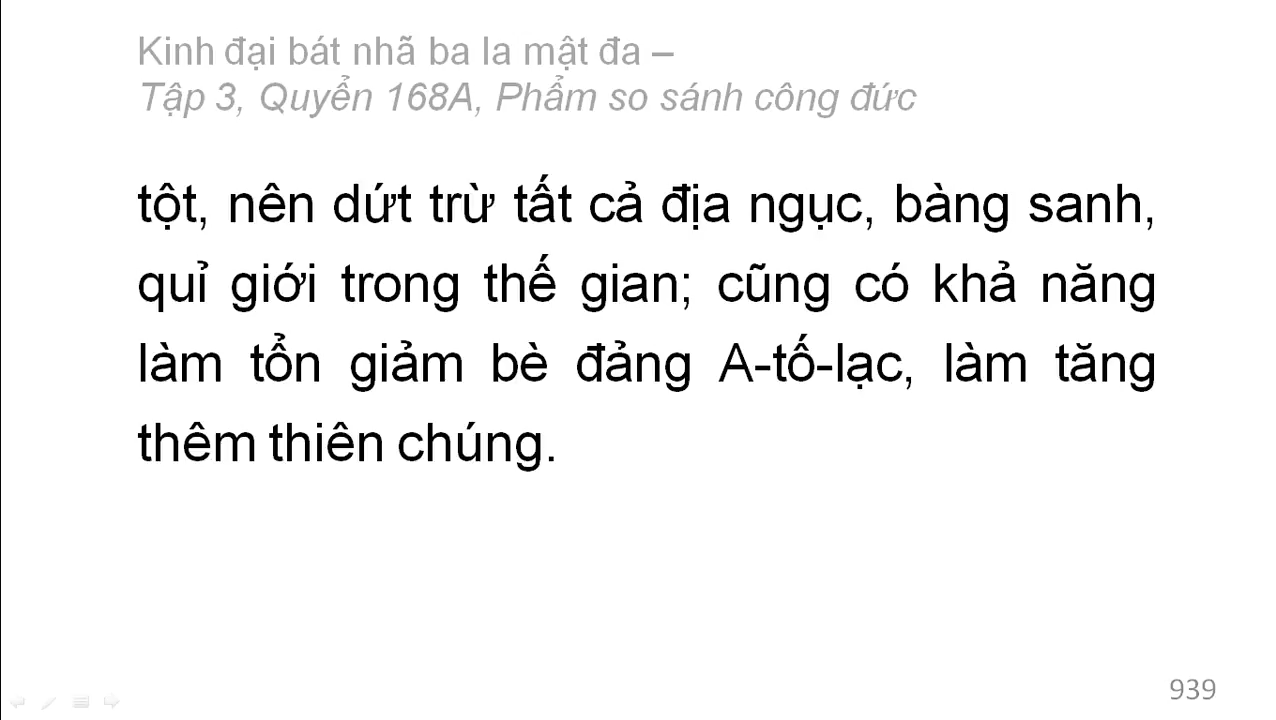 Kinh đại bát nhã ba la mật đa –
Tập 3, Quyển 168A, Phẩm so sánh công đức
tột, nên dứt trừ tất cả địa ngục, bàng sanh,
quỉ giới trong thế gian; cũng có khả năng
làm tổn giảm bè đảng A-tố-lạc, làm tăng
thêm thiên chúng.
939